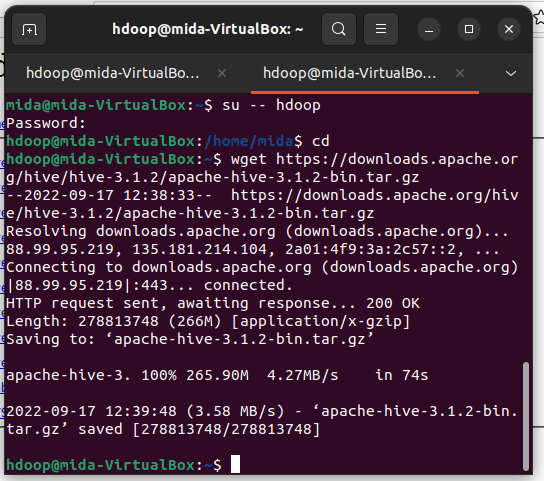 hdoop@mida-VirtualBox: ~
hdoop@mida-VirtualBo...
hdoop@mida-VirtualBo...
mida@mida-VirtualBox:~$ su -- hdoop
Password:
hdoop@mida-VirtualBox:/home/mida$ cd
hdoop@mida-VirtualBox:~$ wget https://downloads.apache.or
g/hive/hive-3.1.2/apache-hive-3.1.2-bin.tar.gz
--2022-09-17 12:38:33--  https://downloads.apache.org/hiv
e/hive-3.1.2/apache-hive-3.1.2-bin.tar.gz
Resolving downloads.apache.org (downloads.apache.org)...
88.99.95.219, 135.181.214.104, 2a01:4f9:3a:2c57::2, ...
Connecting to downloads.apache.org (downloads.apache.org)
|88.99.95.219|:443... connected.
HTTP request sent, awaiting response... 200 OK
Length: 278813748 (266M) [application/x-gzip]
Saving to: ‘apache-hive-3.1.2-bin.tar.gz’
apache-hive-3. 100% 265.90M  4.27MB/s    in 74s
2022-09-17 12:39:48 (3.58 MB/s) - ‘apache-hive-3.1.2-bin.
tar.gz’ saved [278813748/278813748]
hdoop@mida-VirtualBox:~$